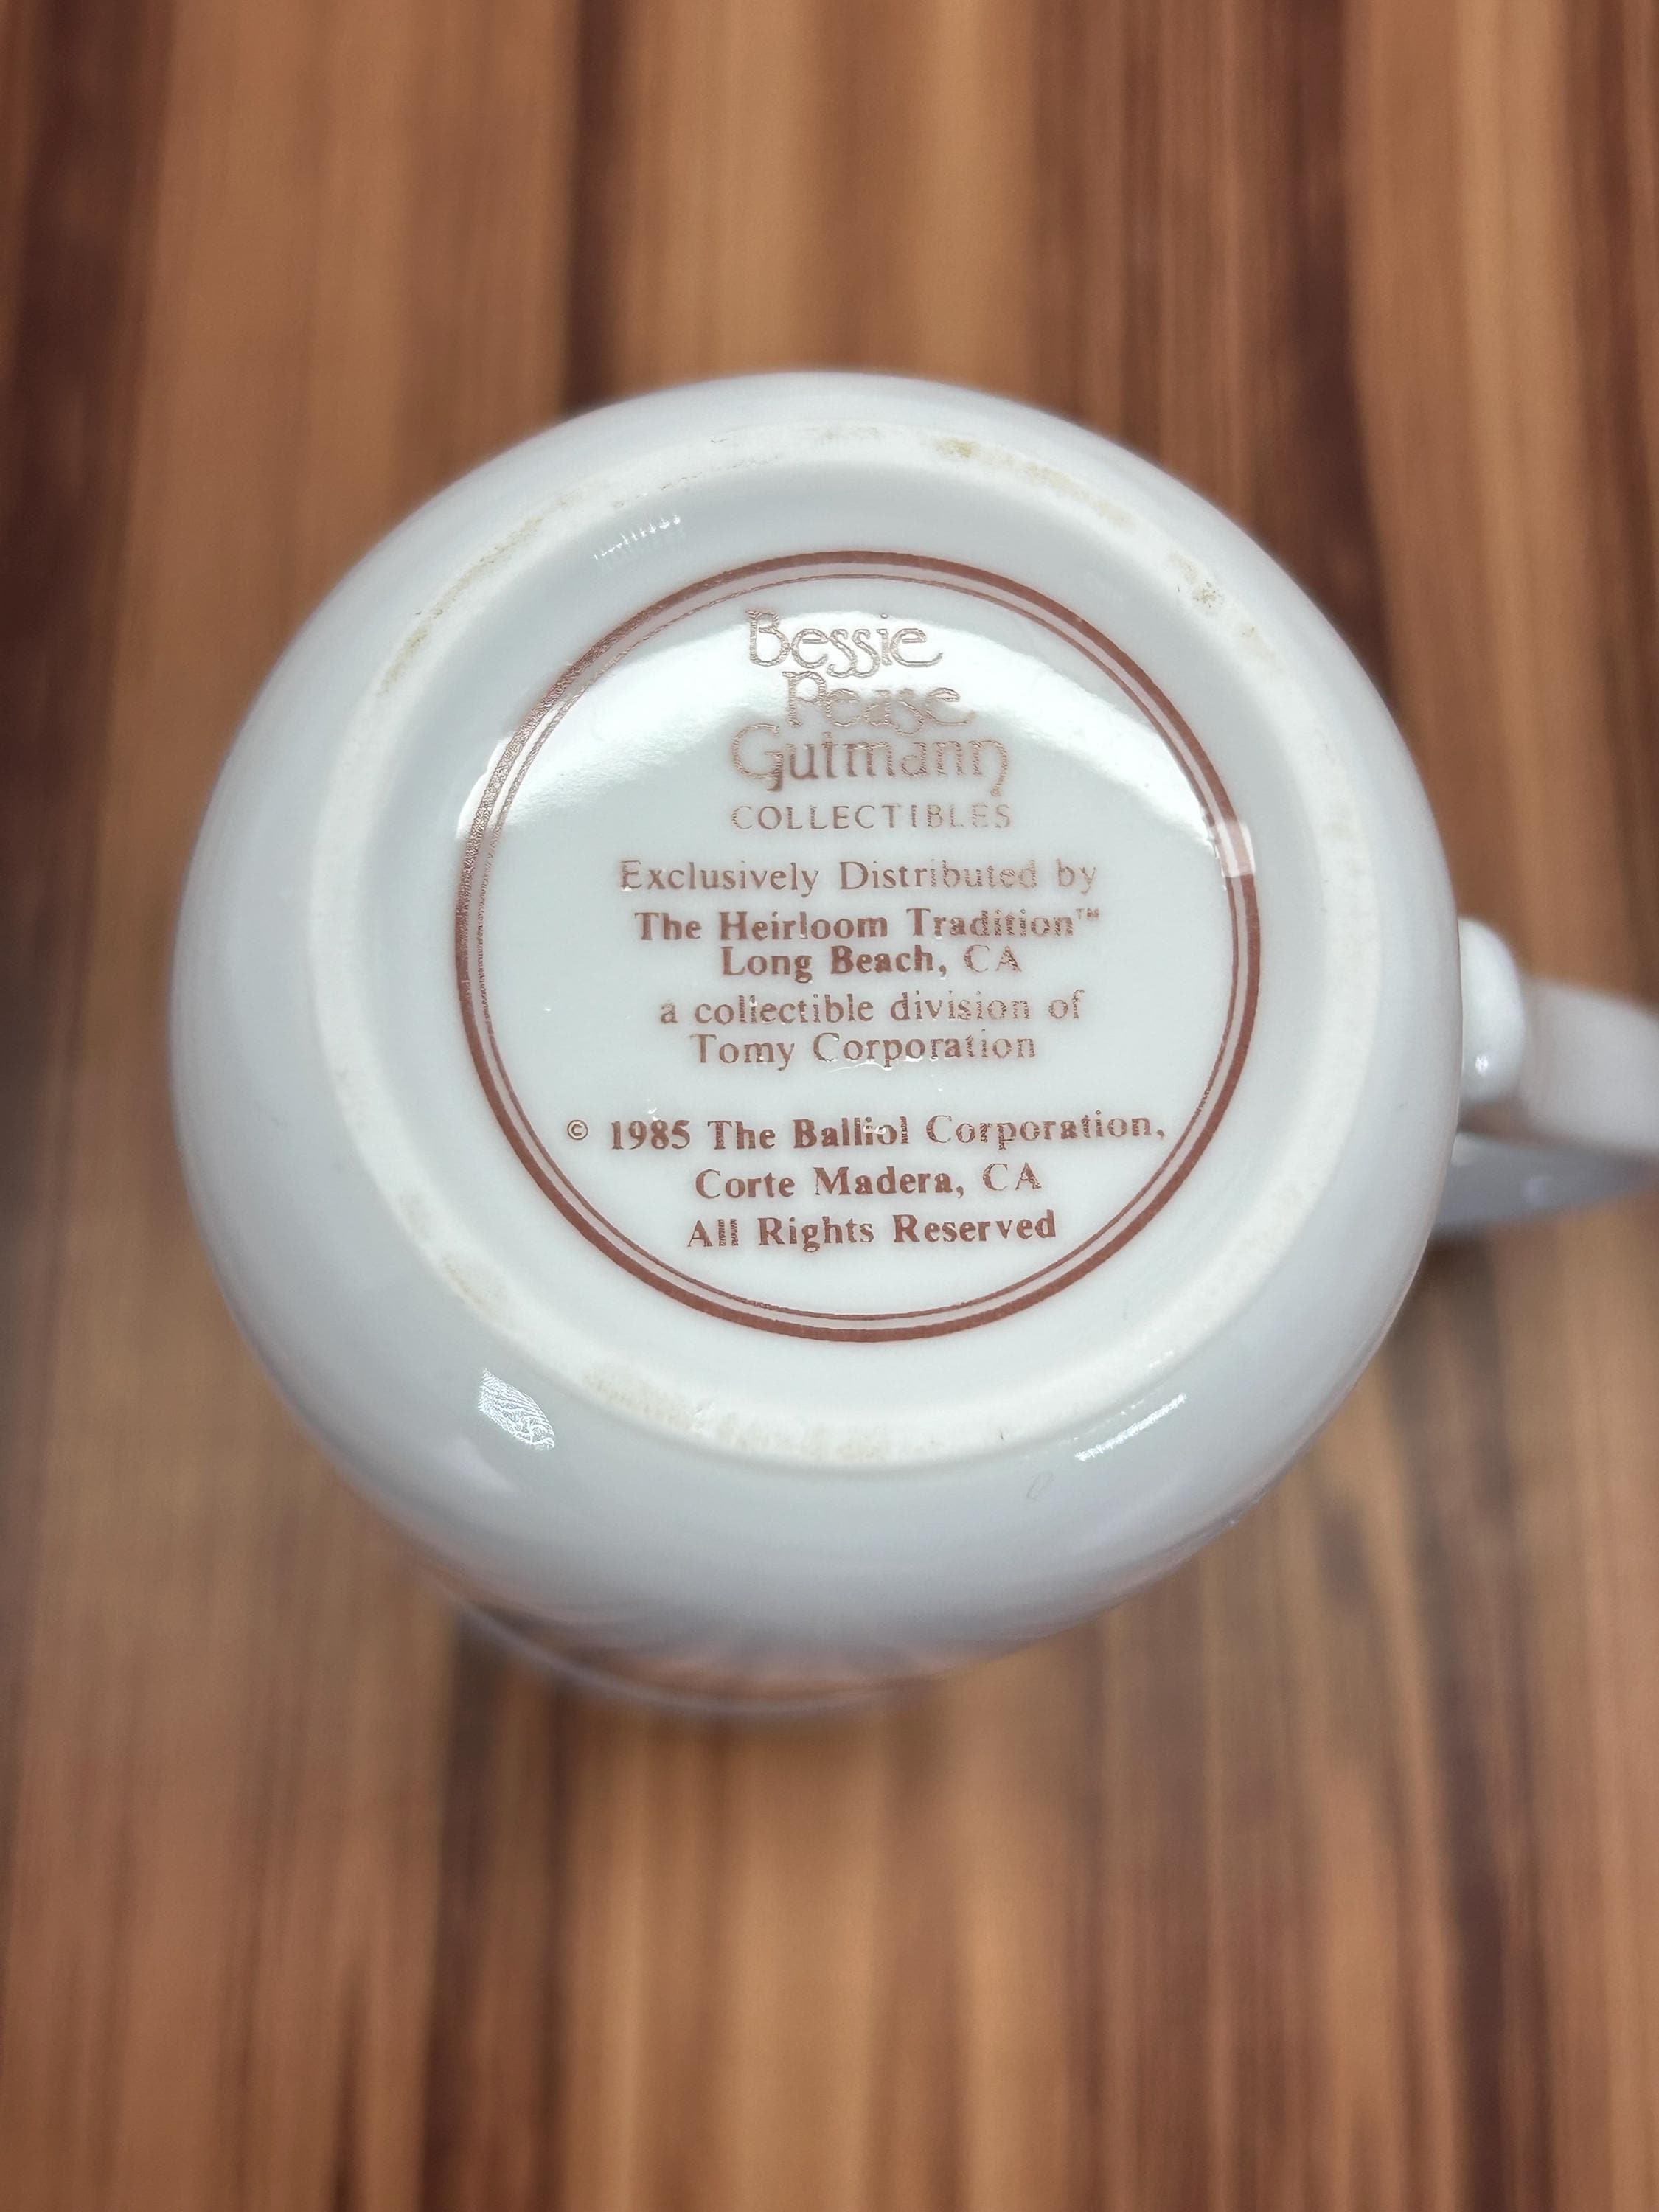 Bessie
Pease
Gutmann
COLLECTIBLES
Exclusively Distributed by
The Heirloom Tradition™
Long Beach, CA
a collectible division of
Tomy Corporation
© 1985 The Balliol Corporation,
Corte Madera, CA
All Rights Reserved